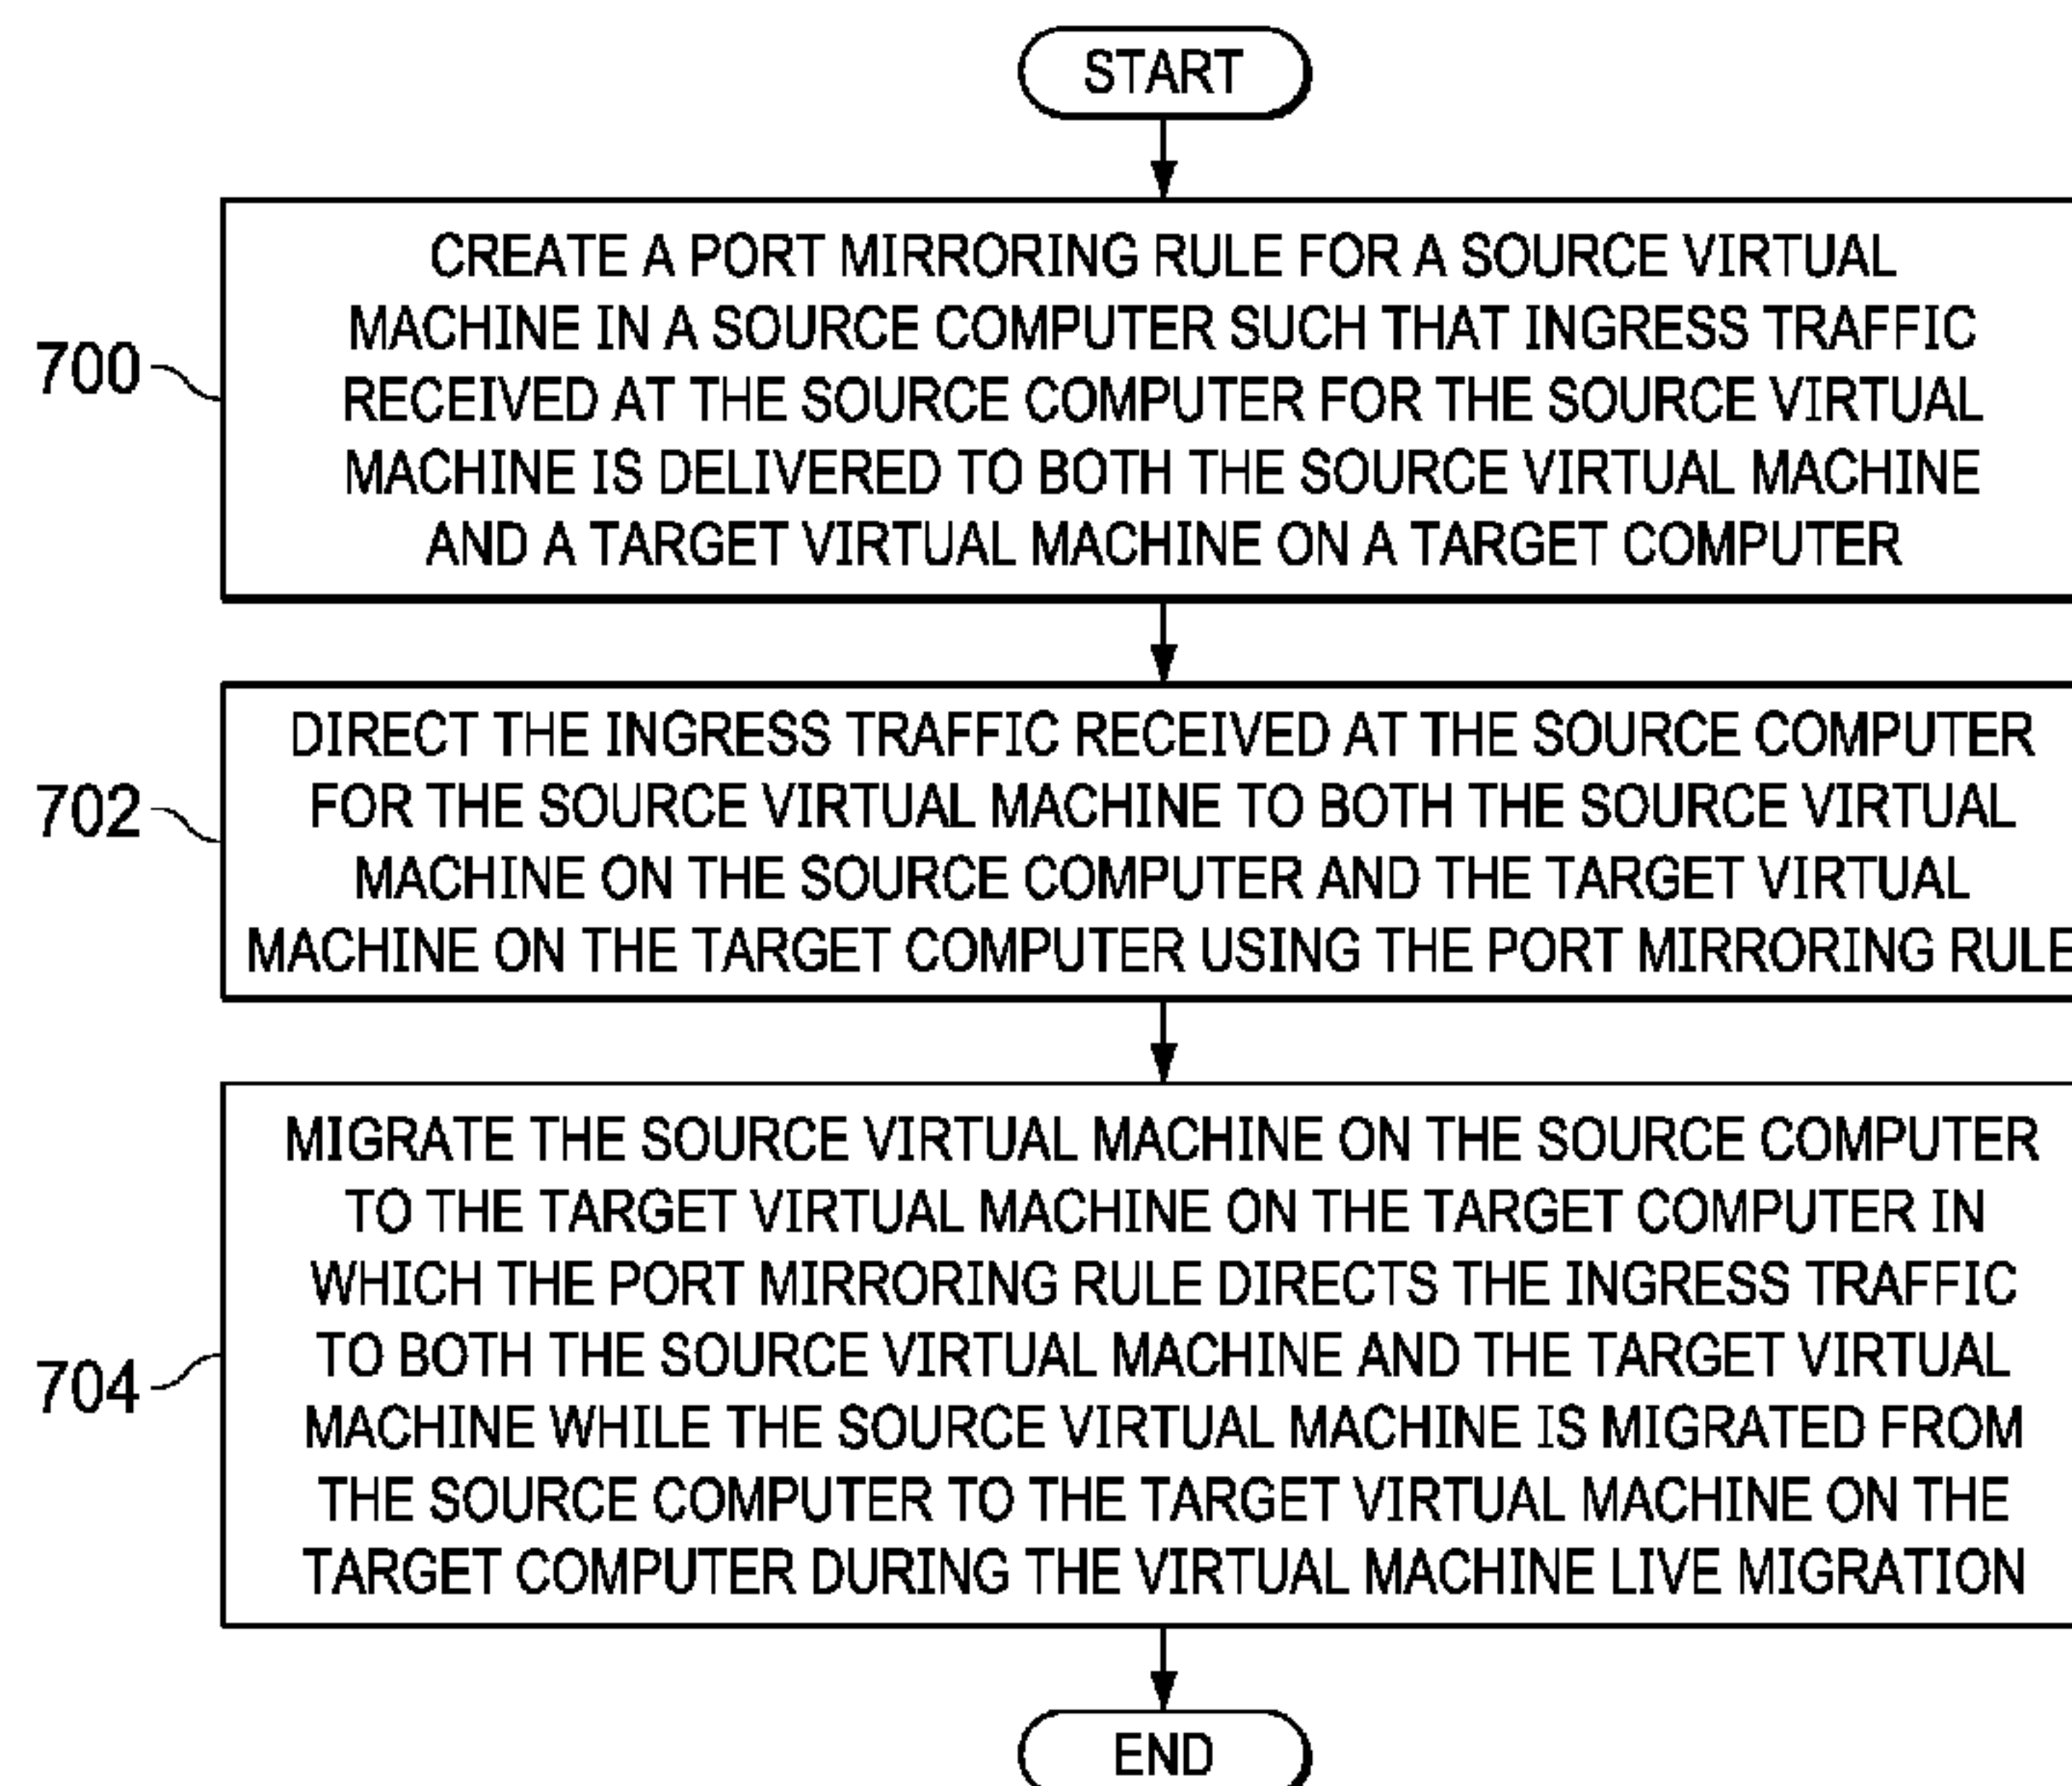 START
CREATE A PORT MIRRORING RULE FOR A SOURCE VIRTUAL
MACHINE IN A SOURCE COMPUTER SUCH THAT INGRESS TRAFFIC
700
RECEIVED AT THE SOURCE COMPUTER FOR THE SOURCE VIRTUAL
MACHINE IS DELIVERED TO BOTH THE SOURCE VIRTUAL MACHINE
AND A TARGET VIRTUAL MACHINE ON A TARGET COMPUTER
DIRECT THE INGRESS TRAFFIC RECEIVED AT THE SOURCE COMPUTER
702
FOR THE SOURCE VIRTUAL MACHINE TO BOTH THE SOURCE VIRTUAL
MACHINE ON THE SOURCE COMPUTER AND THE TARGET VIRTUAL
MACHINE ON THE TARGET COMPUTER USING THE PORT MIRRORING RULE
MIGRATE THE SOURCE VIRTUAL MACHINE ON THE SOURCE COMPUTER
TO THE TARGET VIRTUAL MACHINE ON THE TARGET COMPUTER IN
WHICH THE PORT MIRRORING RULE DIRECTS THE INGRESS TRAFFIC
TO BOTH THE SOURCE VIRTUAL MACHINE AND THE TARGET VIRTUAL
704
MACHINE WHILE THE SOURCE VIRTUAL MACHINE IS MIGRATED FROM
THE SOURCE COMPUTER TO THE TARGET VIRTUAL MACHINE ON THE
TARGET COMPUTER DURING THE VIRTUAL MACHINE LIVE MIGRATION
END